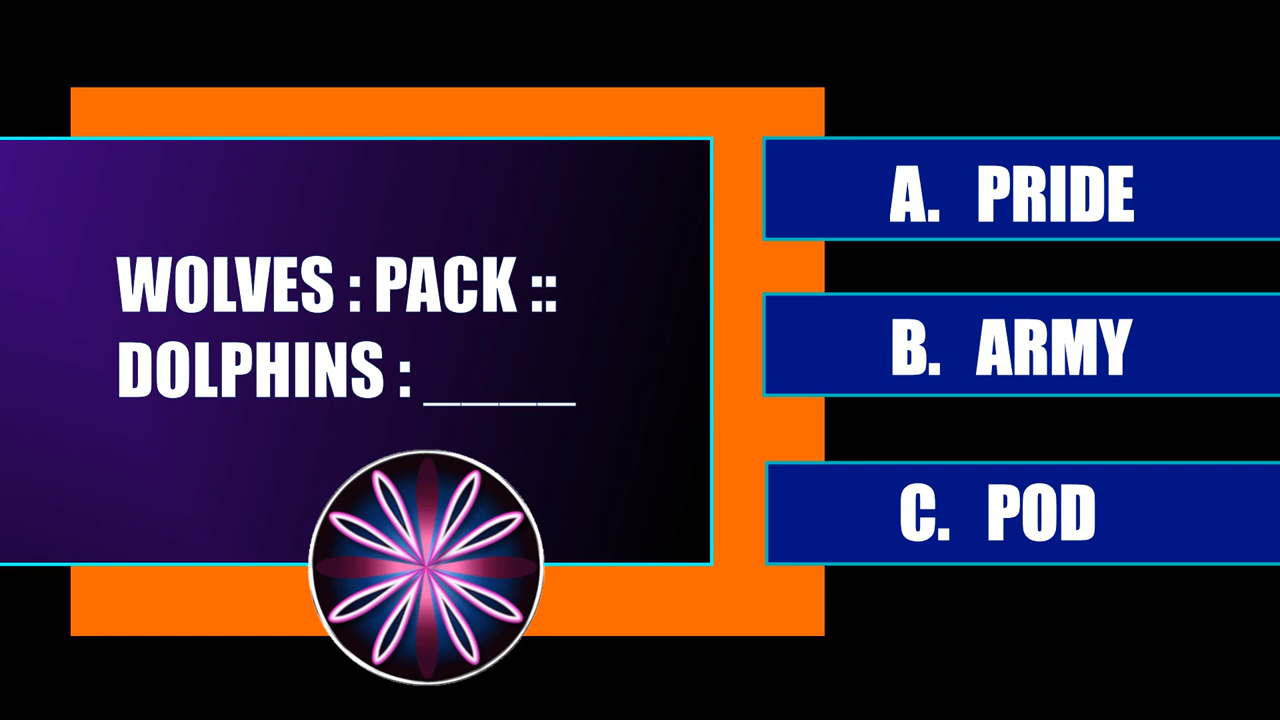 WOLVES : PACK ::
DOLPHINS : _____
A. PRIDE
B. ARMY
C. POD